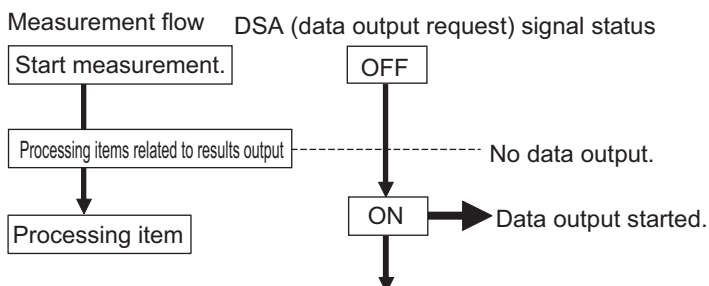 Measurement flow
DSA (data output request) signal status
Start measurement.
OFF
Processing items related to results output
No data output.
ON
Data output started.
Processing item